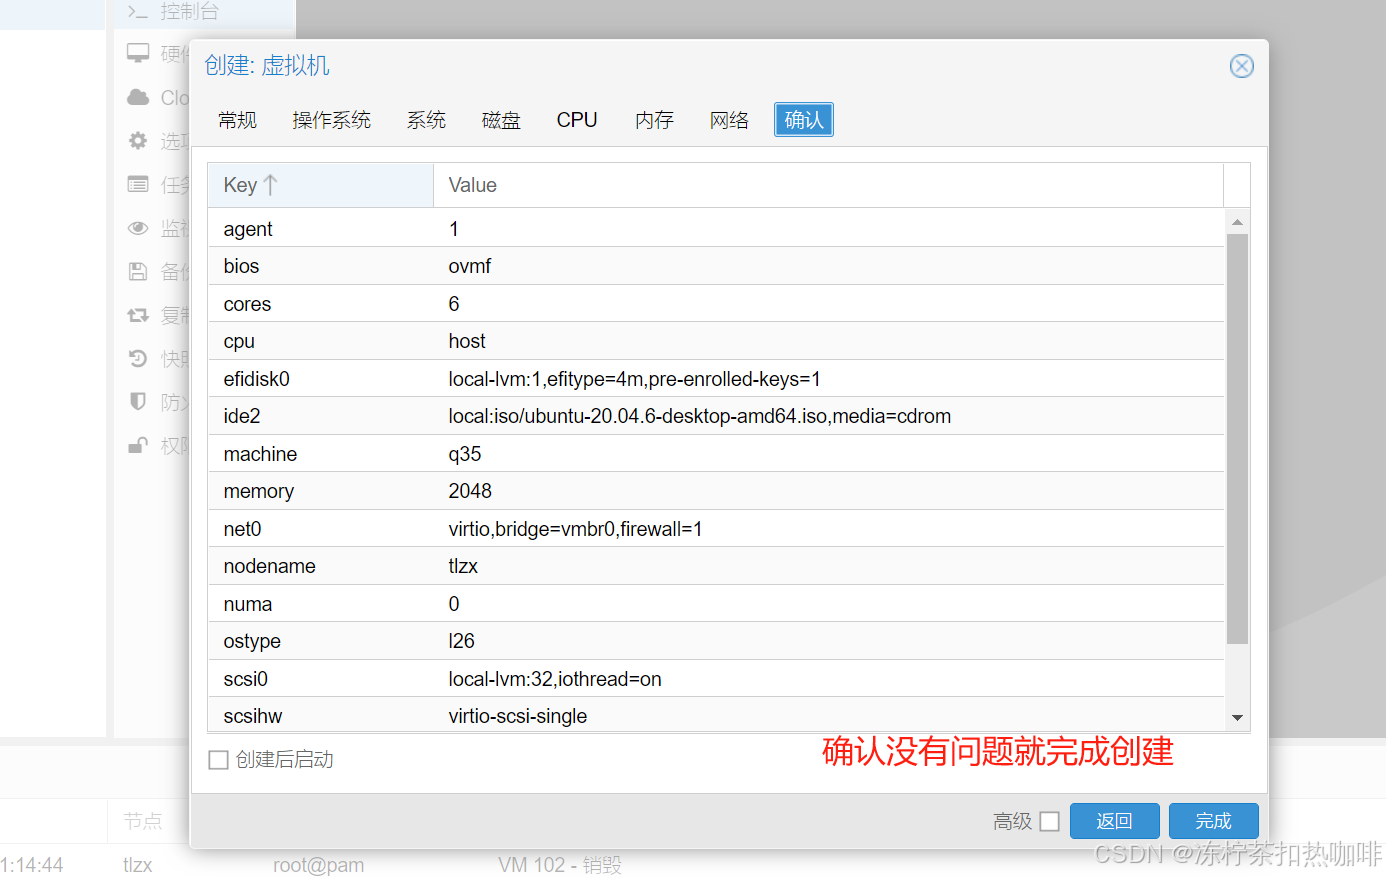 控制台
创建: 虚拟机
硬件
Clo
选项
任务
监视
备份
复制
快照
防火
权限
常规 操作系统 系统 磁盘 CPU 内存 网络 确认
Key Value
agent 1
bios ovmf
cores 6
cpu host
efidisk0 local-lvm:1,efitype=4m,pre-enrolled-keys=1
ide2 local:iso/ubuntu-20.04.6-desktop-amd64.iso,media=cdrom
machine q35
memory 2048
net0 virtio,bridge=vmbr0,firewall=1
nodename tlzx
numa 0
ostype l26
scsi0 local-lvm:32,iothread=on
scsihw virtio-scsi-single
创建后启动
确认没有问题就完成创建
高级 返回 完成
节点
1:14:44 tlzx root@pam VM 102 - 销毁
CSDN @冻柠茶扣热咖啡